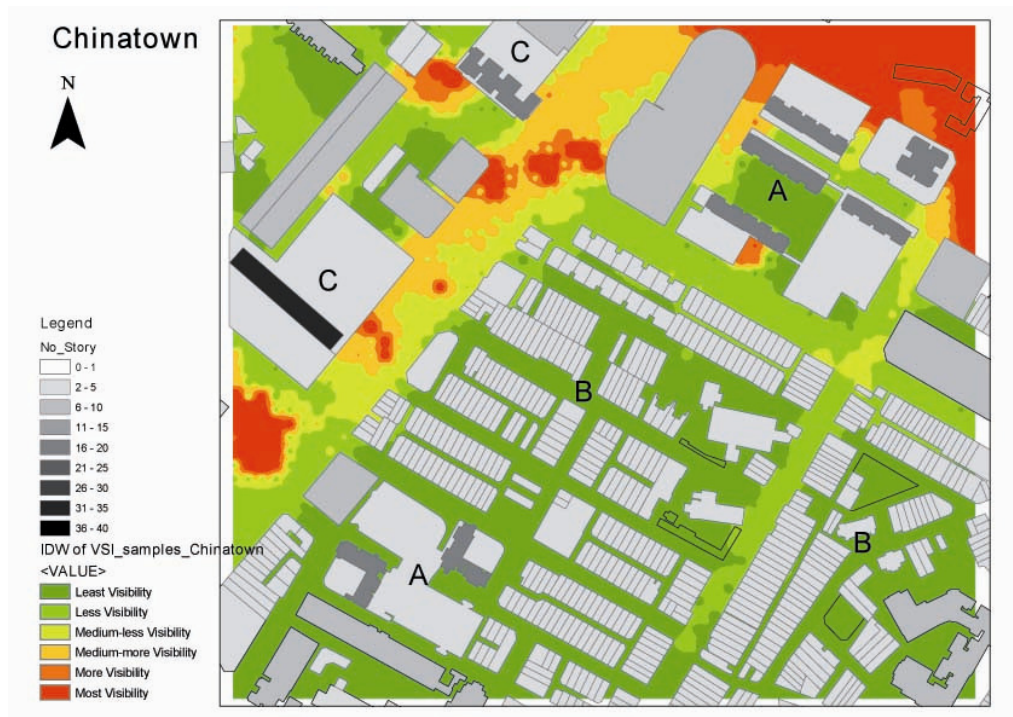 Chinatown
N
C
A
C
B
B
A
Legend
No_Story
0 - 1
2 - 5
6 - 10
11 - 15
16 - 20
21 - 25
26 - 30
31 - 35
36 - 40
IDW of VSI_samples_Chinatown
<VALUE>
Least Visibility
Less Visibility
Medium-less Visibility
Medium-more Visibility
More Visibility
Most Visibility